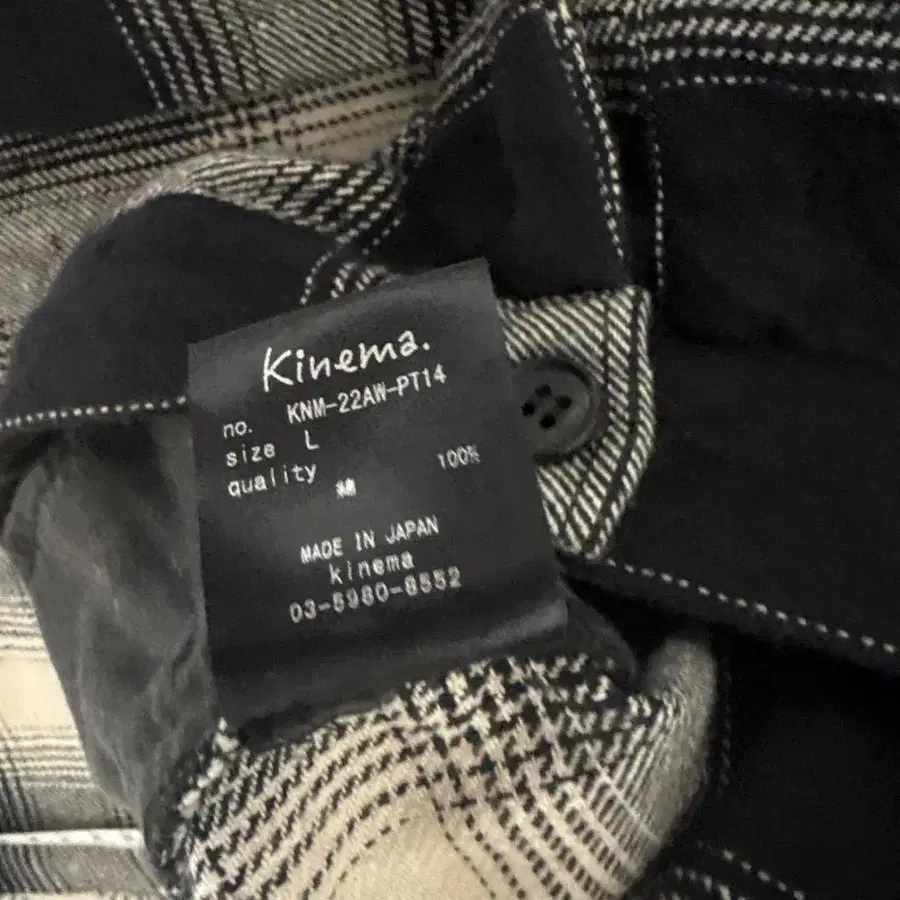 Kinema.
no. KNM-22AW-PT14
size L
quality
綿 100%
MADE IN JAPAN
kinema
03-5980-8552